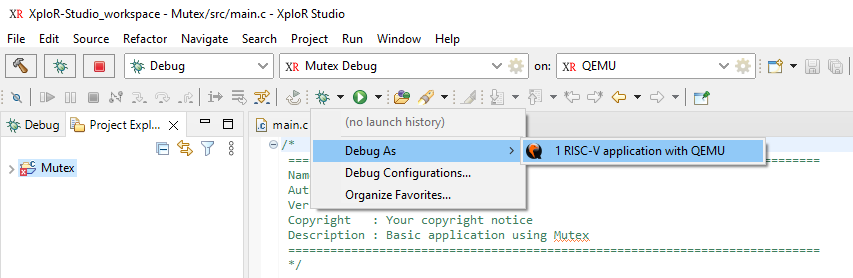 XR XploR-Studio_workspace - Mutex/src/main.c - XploR Studio
File Edit Source Refactor Navigate Search Project Run Window Help
Debug XR Mutex Debug on: XR QEMU
Debug Project Explo... main.c
(no launch history)
/*
Debug As 1 RISC-V application with QEMU
Mutex
Nam Debug Configurations...
Aut Organize Favorites...
Ver
Copyright : Your copyright notice
Description : Basic application using Mutex
*/